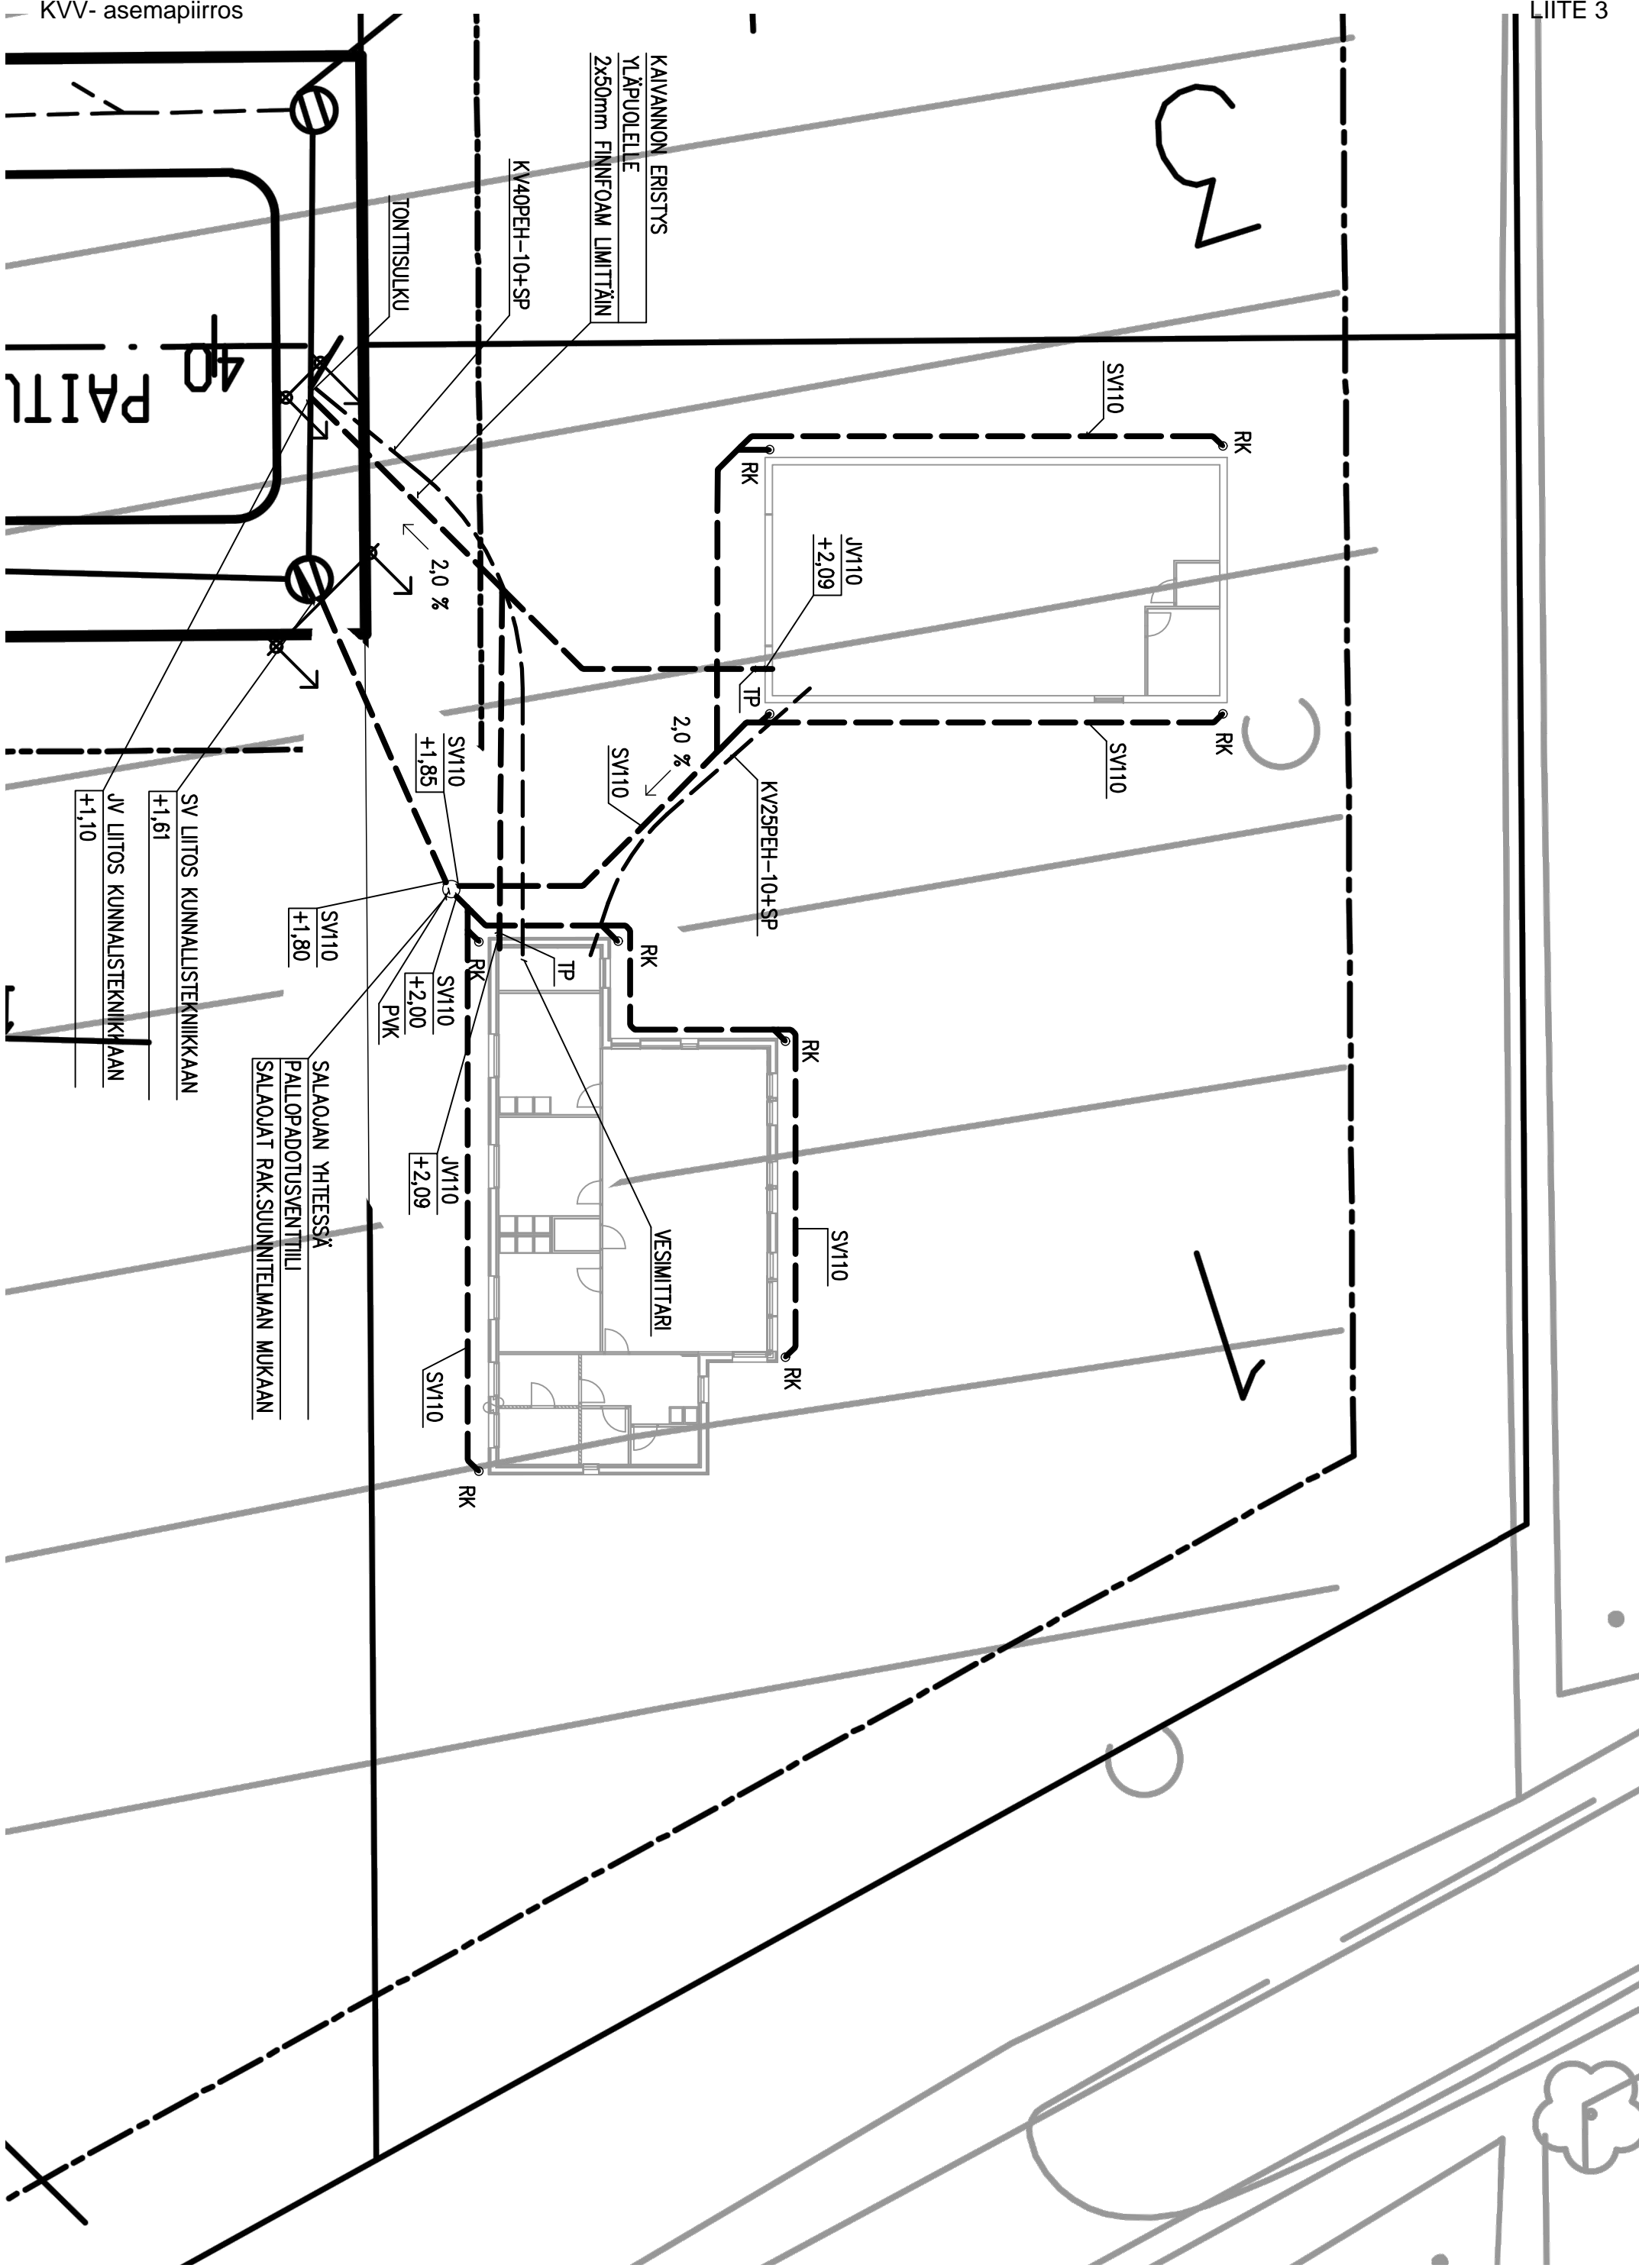 KVV- asemapiirros
LIITE 3
KAIVANNON ERISTYS
YLÄPUOLELLE
2x50mm FINNFOAM LIMITTÄIN
KV40PEH-10+SP
TONTTISULKU
40
3
SV110
RK
RK
JV110
+2,09
2,0 %
TP
RK
SV110
2,0 %
SV110
KV25PEH-10+SP
SV110
+1,85
SV LIITOS KUNNALLISTEKNIIKKAAN
+1,61
JV LIITOS KUNNALISTEKNIIKKAAN
+1,10
SV110
+1,80
RK
RK
TP
SV110
+2,00
PVK
RK
SALAOJAN YHTEESSÄ
PALLOPADOTUSVENTTIILI
SALAOJAT RAK.SUUNNITELMAN MUKAAN
JV110
+2,09
VESIMITTARI
SV110
RK
SV110
RK